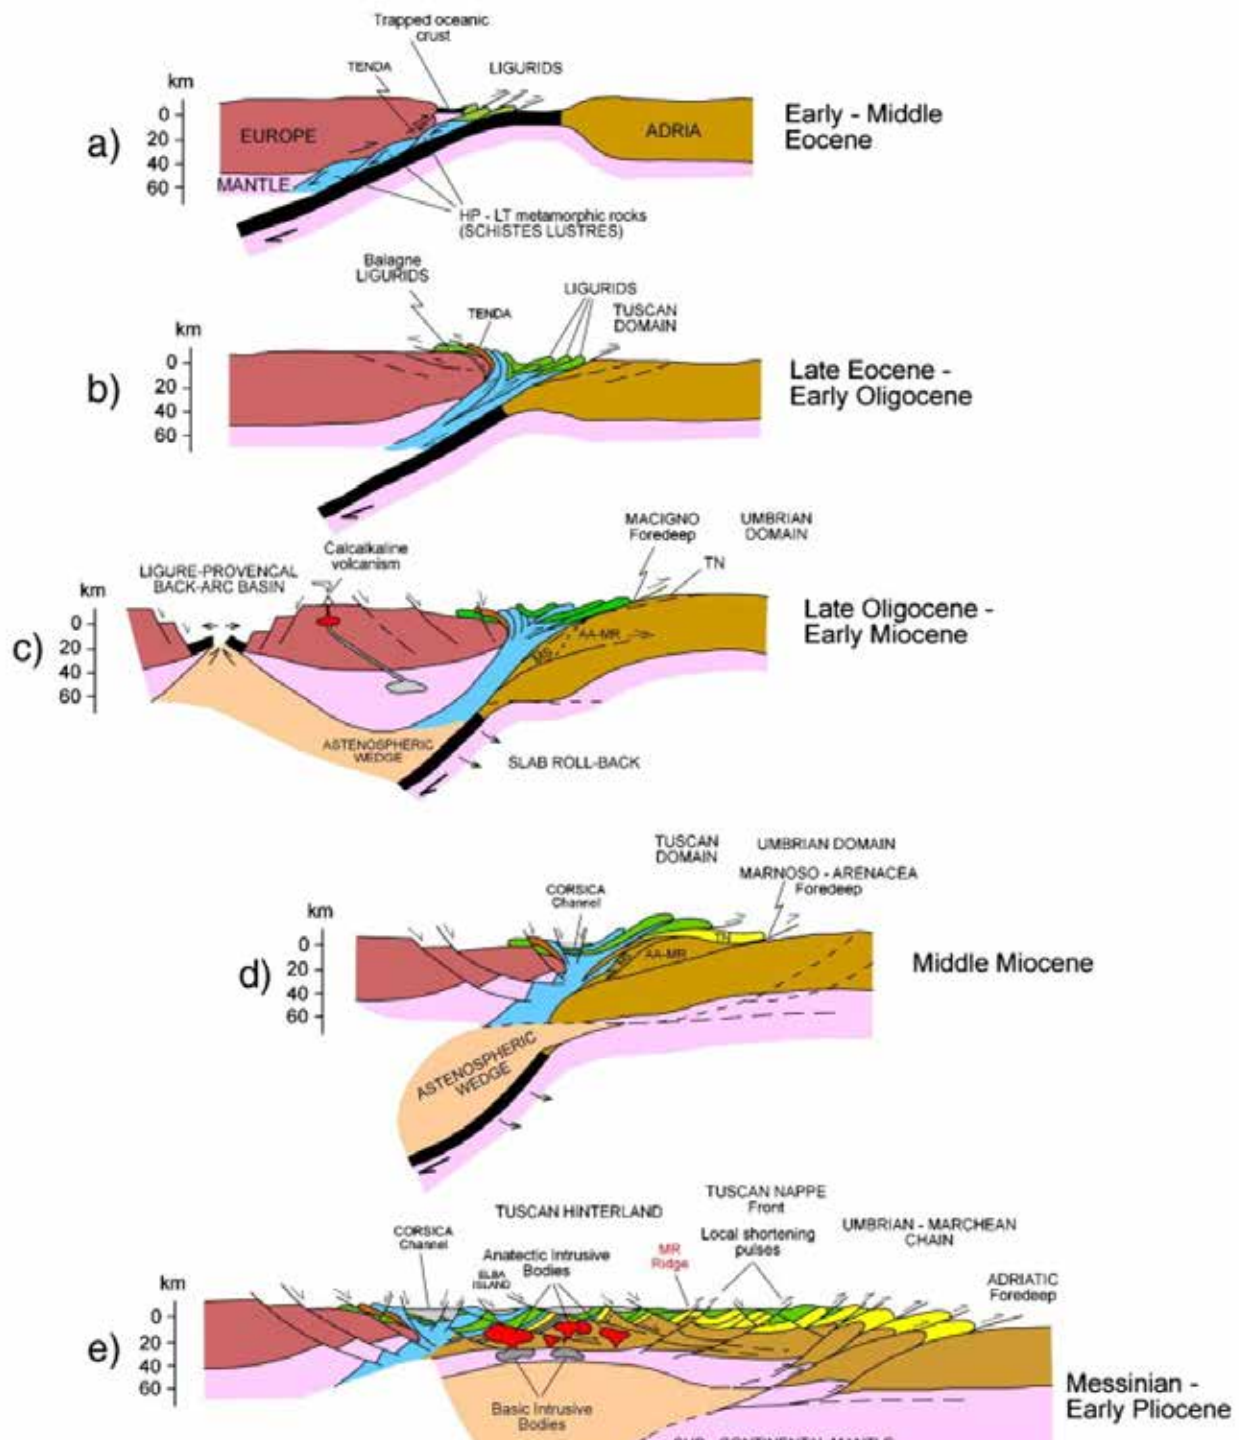 Trapped oceanic
crust
TENDA
LIGURIDS
km
0
20
40
60
a)
EUROPE
ADRIA
MANTLE
Early - Middle
Eocene
HP - LT metamorphic rocks
(SCHISTES LUSTRES)
Balagne
LIGURIDS
TENDA
LIGURIDS
TUSCAN
DOMAIN
km
0
20
40
60
b)
Late Eocene -
Early Oligocene
MACIGNO
Foredeep
UMBRIAN
DOMAIN
TN
Calcalkaline
volcanism
LIGURE-PROVENCAL
BACK-ARC BASIN
km
0
20
40
60
c)
AA-MR
Late Oligocene -
Early Miocene
ASTENOSPHERIC
WEDGE
SLAB ROLL-BACK
TUSCAN
DOMAIN
UMBRIAN DOMAIN
MARNOSO - ARENACEA
Foredeep
CORSICA
Channel
km
0
20
40
60
d)
TN
AA-MR
Middle Miocene
ASTENOSPHERIC
WEDGE
TUSCAN HINTERLAND
TUSCAN NAPPE
Front
CORSICA
Channel
Anatectic Intrusive
Bodies
ELBA
ISLAND
MR
Ridge
Local shortening
pulses
UMBRIAN - MARCHEAN
CHAIN
ADRIATIC
Foredeep
km
0
20
40
60
e)
Basic Intrusive
Bodies
Messinian -
Early Pliocene